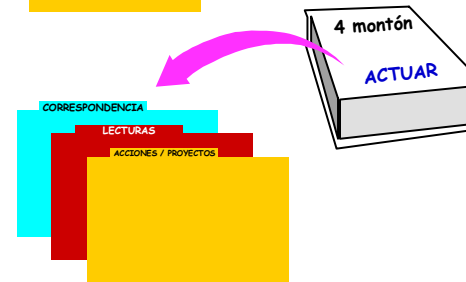 4 montón
ACTUAR
CORRESPONDENCIA
LECTURAS
ACCIONES / PROYECTOS